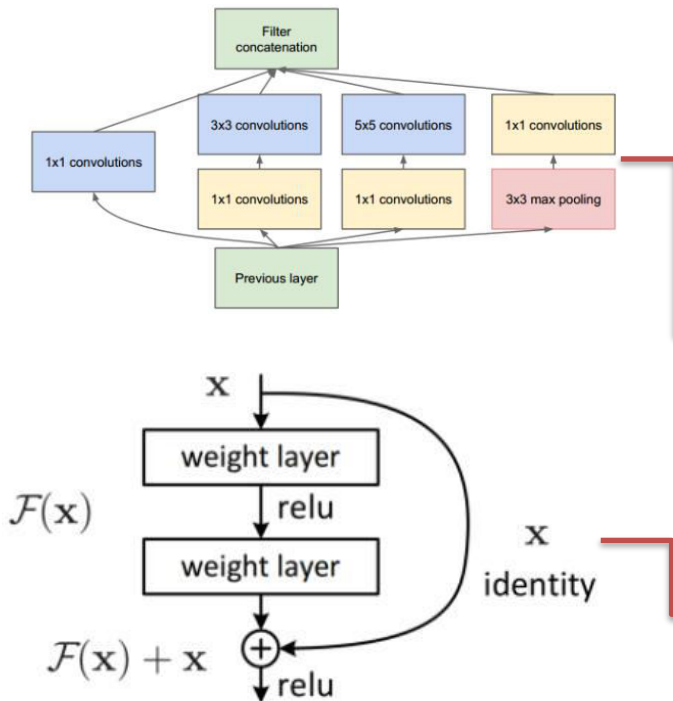 Filter
concatenation
3x3 convolutions
5x5 convolutions
1x1 convolutions
1x1 convolutions
1x1 convolutions
1x1 convolutions
3x3 max pooling
Previous layer
x
weight layer
F(x)
relu
x
weight layer
identity
F(x) + x
+
relu